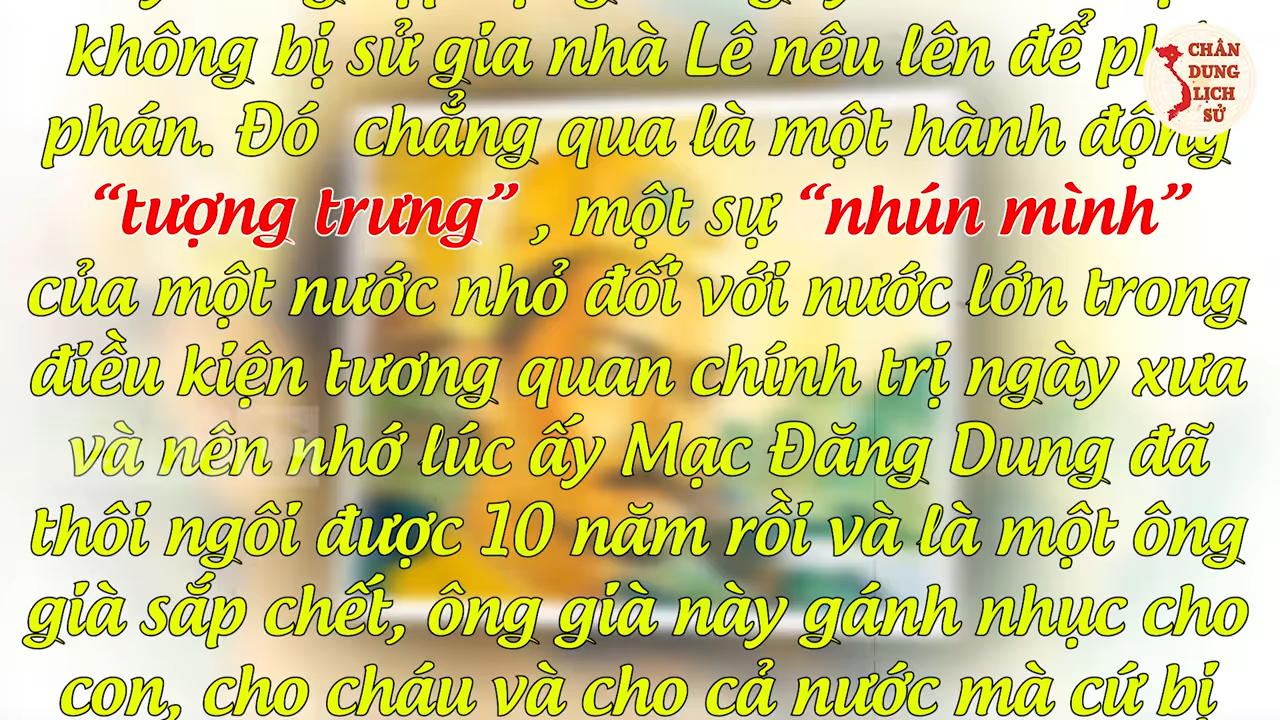 không bị sử gia nhà Lê nêu lên để
phán. Đó chẳng qua là một hành động
“tượng trưng” , một sự “nhún mình”
của một nước nhỏ đối với nước lớn trong
điều kiện tương quan chính trị ngày xưa
và nên nhớ lúc ấy Mạc Đăng Dung đã
thôi ngôi được 10 năm rồi và là một ông
già sắp chết, ông già này gánh nhục cho
con, cho cháu và cho cả nước mà cứ bị
CHÂN
DUNG
LỊCH
SỬ